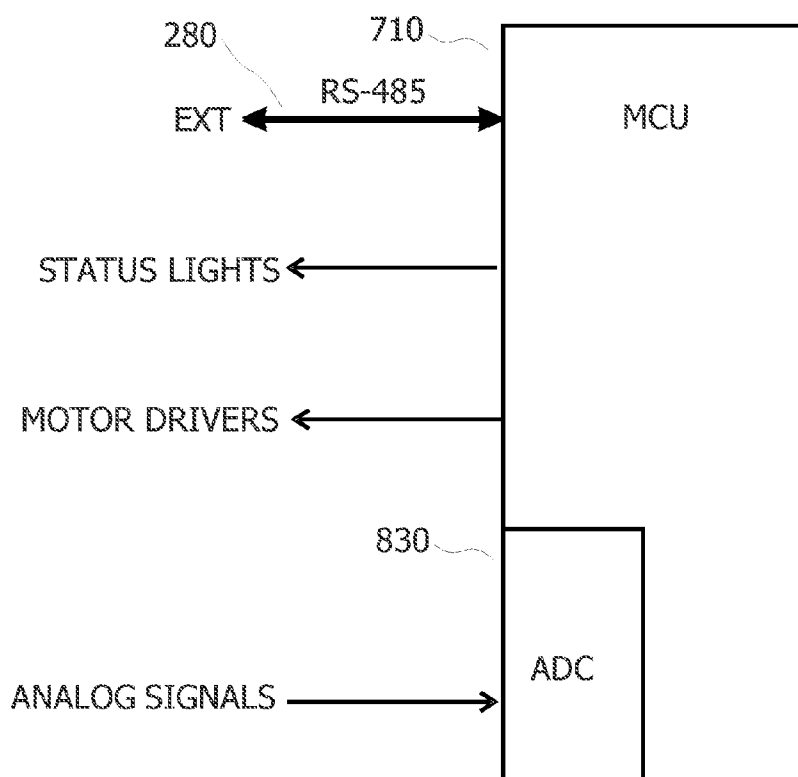 280
710
RS-485
EXT
MCU
STATUS LIGHTS
MOTOR DRIVERS
830
ADC
ANALOG SIGNALS